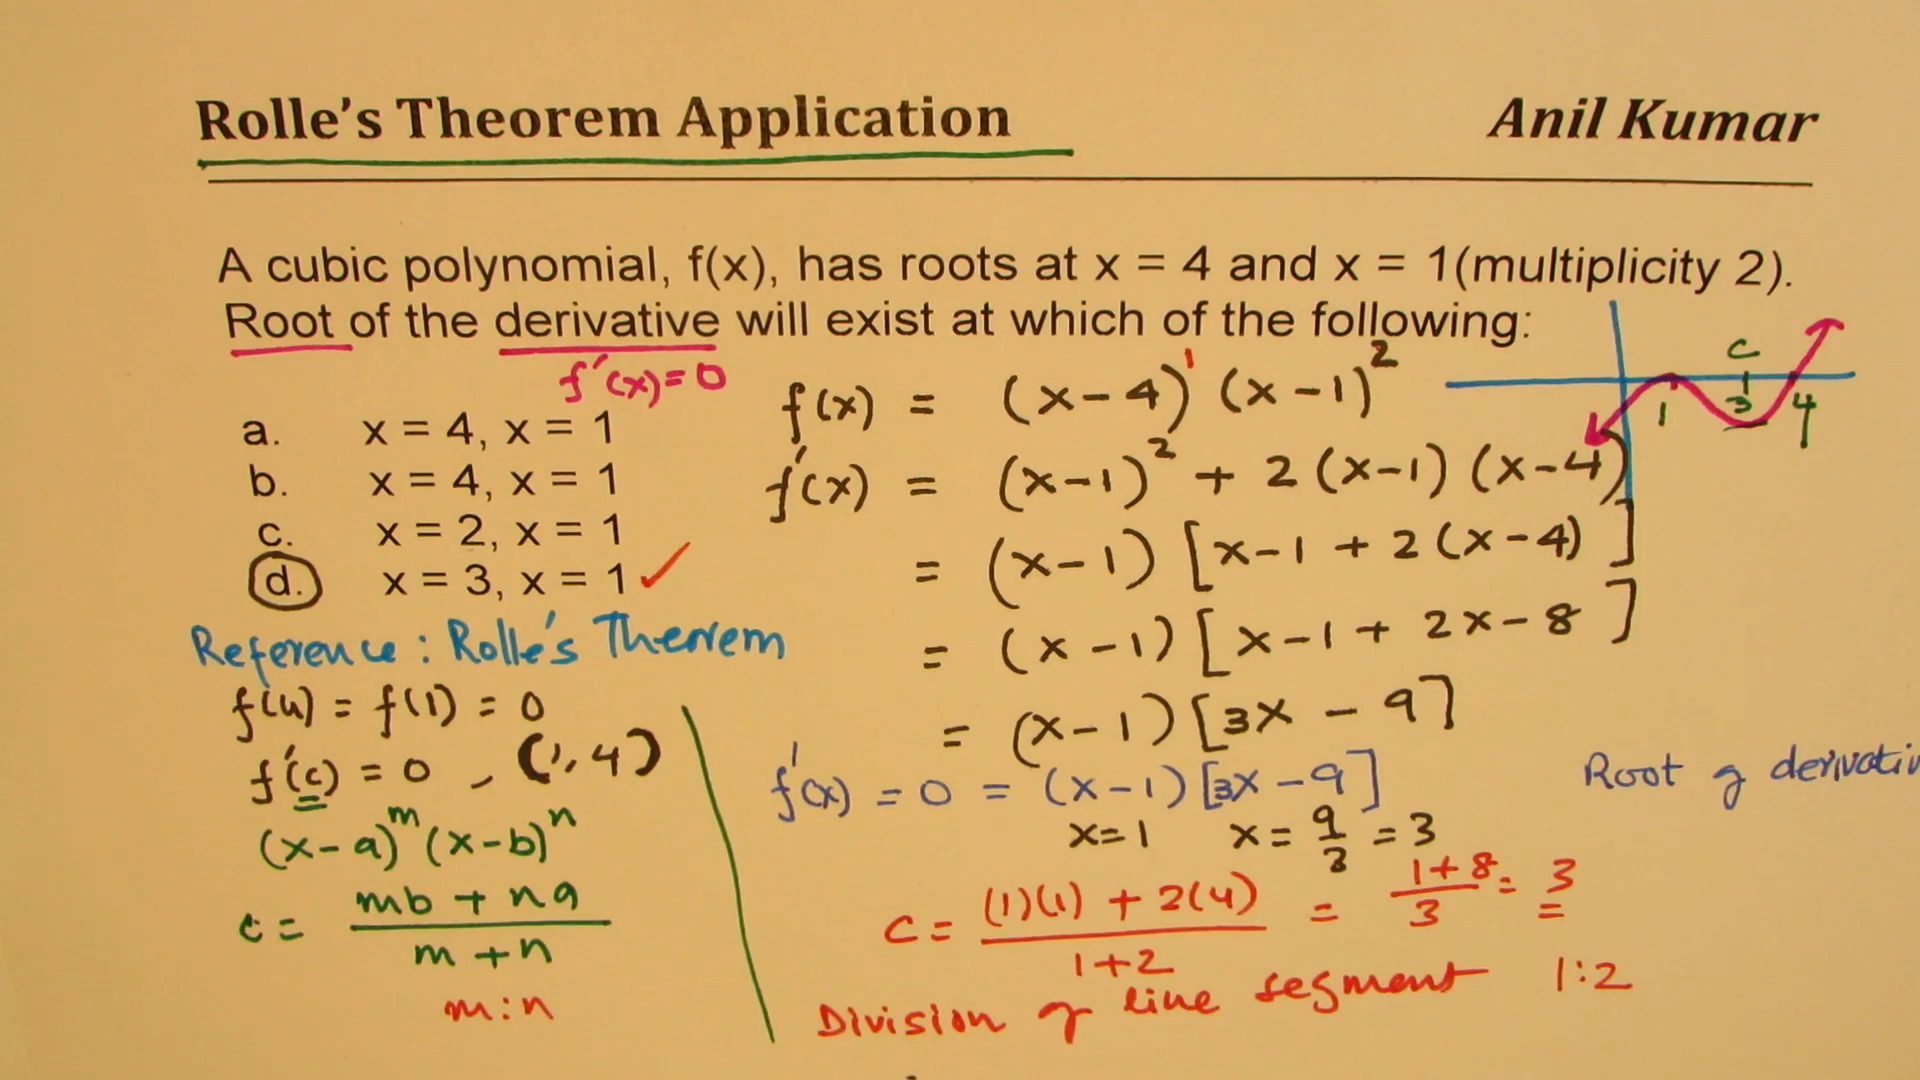 Rolle's Theorem Application
Anil Kumar
A cubic polynomial, f(x), has roots at x = 4 and x = 1(multiplicity 2).
Root of the derivative will exist at which of the following:
f'(x)=0
a. x = 4, x = 1
b. x = 4, x = 1
c. x = 2, x = 1
d. x = 3, x = 1 ✓
Reference: Rolle's Theorem
f(4) = f(1) = 0
f'(c) = 0 , (1, 4)
(x-a)^m (x-b)^n
c = (mb + na)/(m + n)
m:n
f(x) = (x-4)^1 (x-1)^2
f'(x) = (x-1)^2 + 2(x-1)(x-4)
= (x-1)[x-1 + 2(x-4)]
= (x-1)[x-1 + 2x-8]
= (x-1)[3x - 9]
f'(x) = 0 = (x-1)[3x-9]
x=1 x = 9/3 = 3
c = ((1)(1) + 2(4))/(1+2) = (1+8)/3 = 3
Division of line segment 1:2
c
1 3 4
Root of derivativ